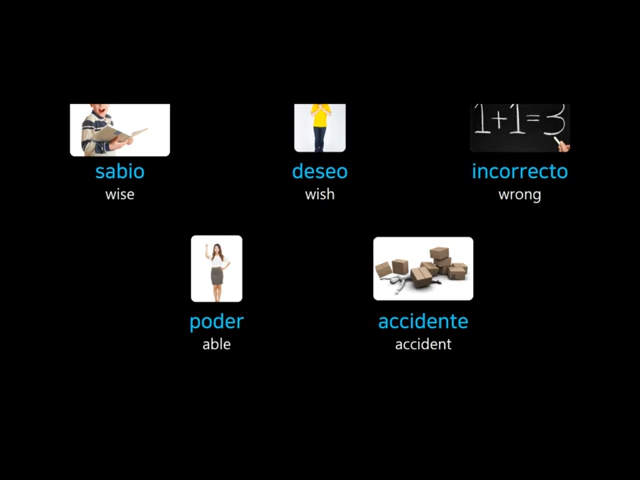 1+1=3
sabio deseo incorrecto
wise wish wrong
poder accidente
able accident